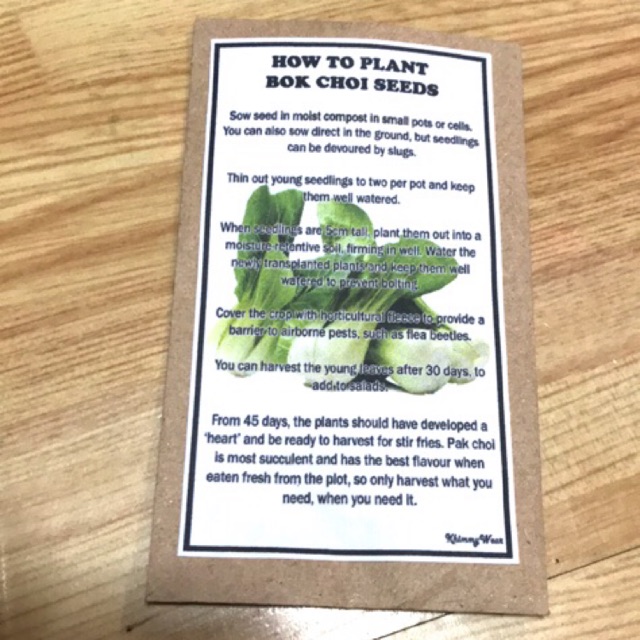 HOW TO PLANT
BOK CHOI SEEDS
Sow seed in moist compost in small pots or cells.
You can also sow direct in the ground, but seedlings
can be devoured by slugs.
Thin out young seedlings to two per pot and keep
them well watered.
When seedlings are 5cm tall, plant them out into a
moisture-retentive soil, firming in well. Water the
newly transplanted plants and keep them well
watered to prevent bolting.
Cover the crop with horticultural fleece to provide a
barrier to airborne pests, such as flea beetles.
You can harvest the young leaves after 30 days, to
add to salads.
From 45 days, the plants should have developed a
'heart' and be ready to harvest for stir fries. Pak choi
is most succulent and has the best flavour when
eaten fresh from the plot, so only harvest what you
need, when you need it.